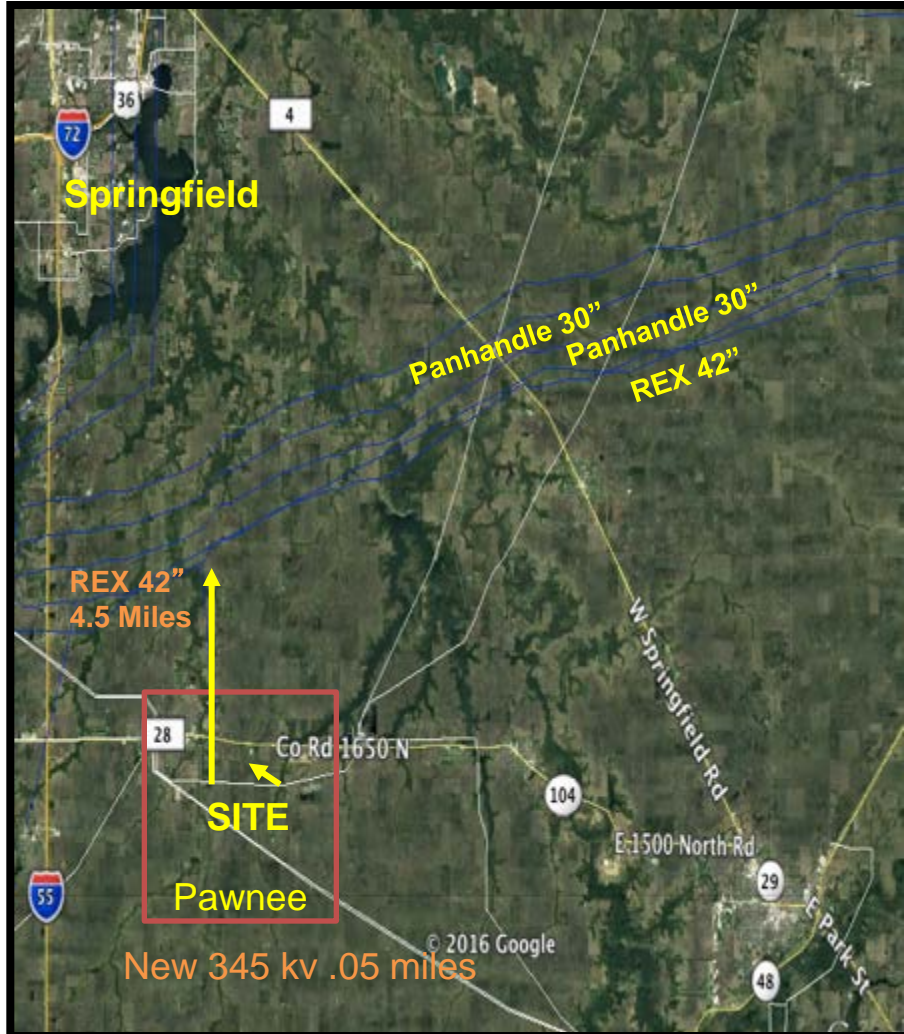 36
4
72
Springfield
Panhandle 30”
Panhandle 30”
REX 42”
REX 42”
4.5 Miles
W Springfield Rd
28
Co Rd 1650 N
SITE
104
E 1500 North Rd
29
55
Pawnee
E Park St
© 2016 Google
New 345 kv .05 miles
48